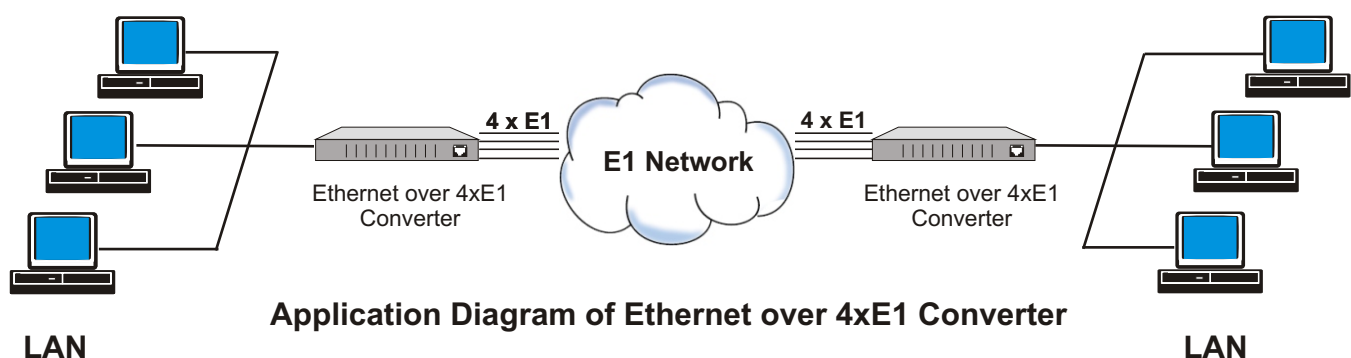 4 x E1
E1 Network
4 x E1
Ethernet over 4xE1
Converter
Ethernet over 4xE1
Converter
Application Diagram of Ethernet over 4xE1 Converter
LAN
LAN